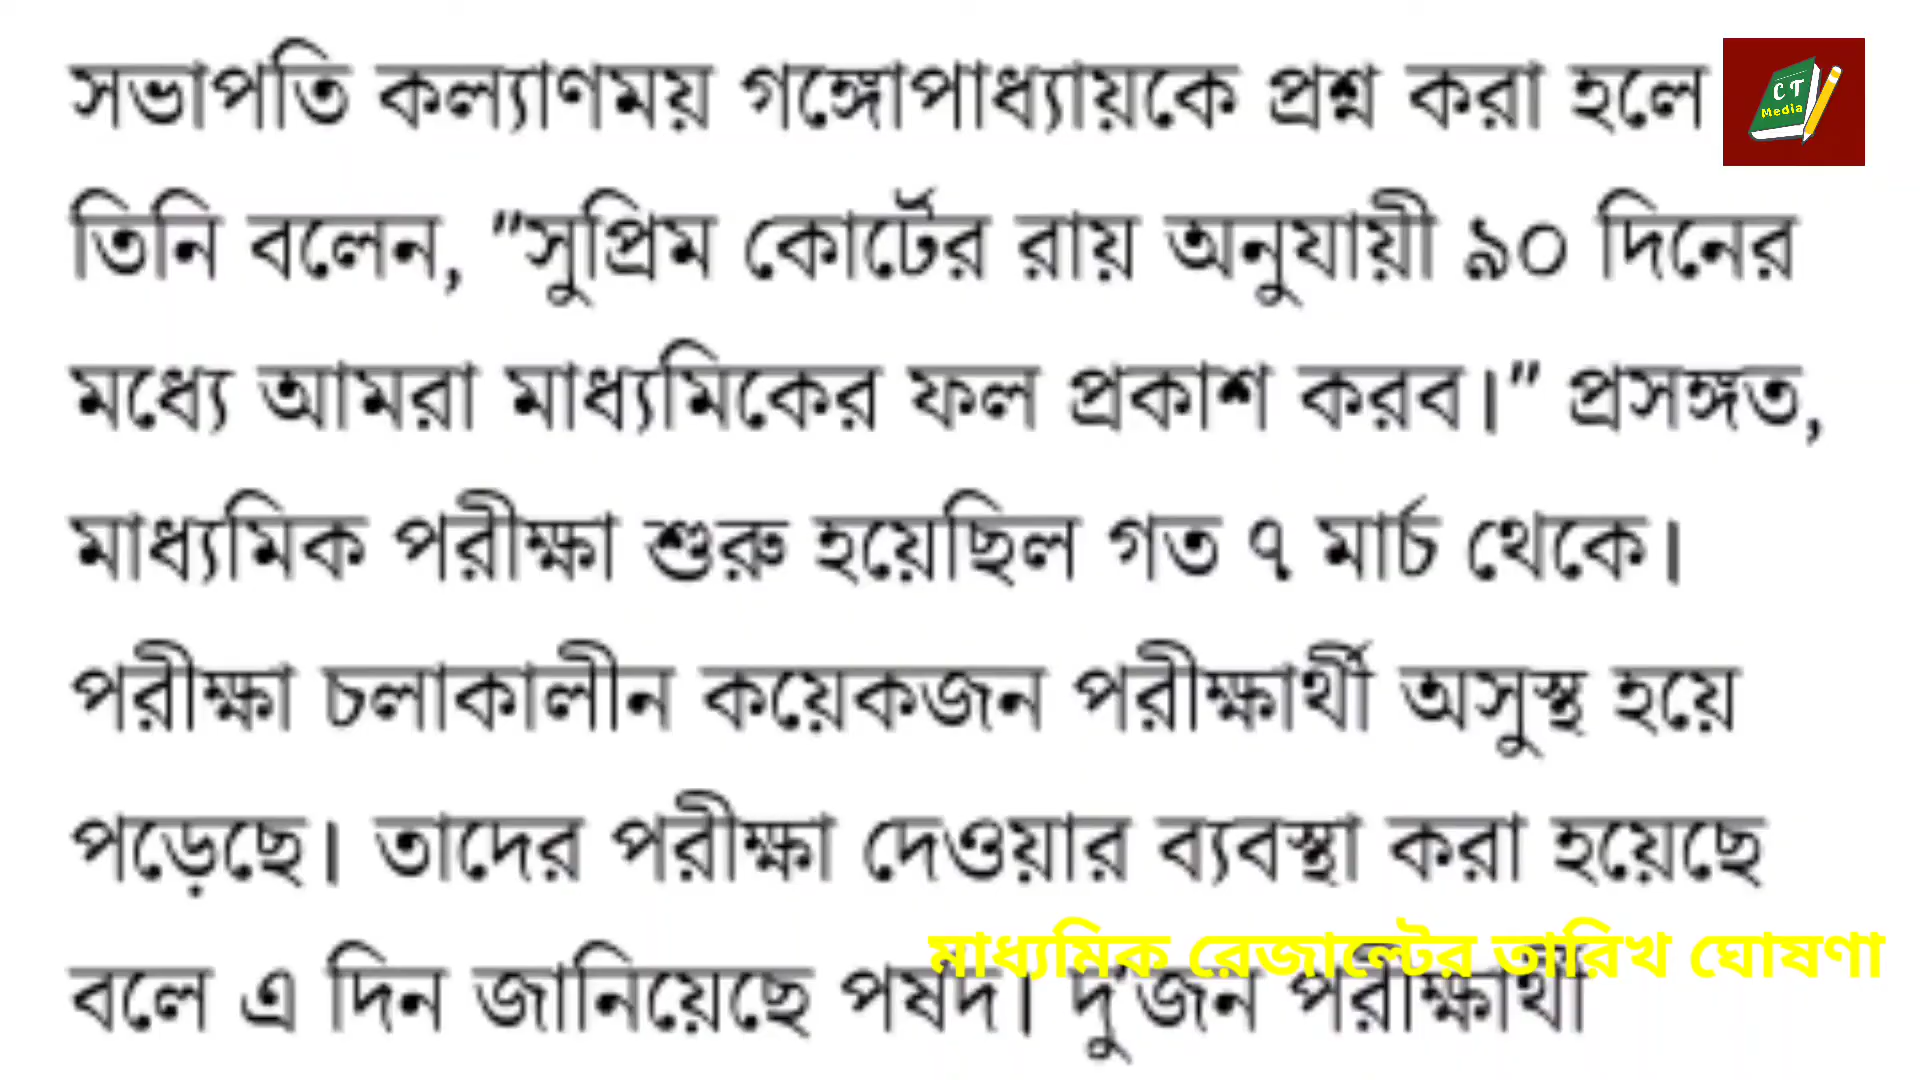 সভাপতি কল্যাণময় গঙ্গোপাধ্যায়কে প্রশ্ন করা হলে
CT
Media
তিনি বলেন, "সুপ্রিম কোর্টের রায় অনুযায়ী ৯০ দিনের
মধ্যে আমরা মাধ্যমিকের ফল প্রকাশ করব।" প্রসঙ্গত,
মাধ্যমিক পরীক্ষা শুরু হয়েছিল গত ৭ মার্চ থেকে।
পরীক্ষা চলাকালীন কয়েকজন পরীক্ষার্থী অসুস্থ হয়ে
পড়েছে। তাদের পরীক্ষা দেওয়ার ব্যবস্থা করা হয়েছে
মাধ্যমিক রেজাল্টের তারিখ ঘোষণা
বলে এ দিন জানিয়েছে পর্ষদ। দু'জন পরীক্ষার্থী